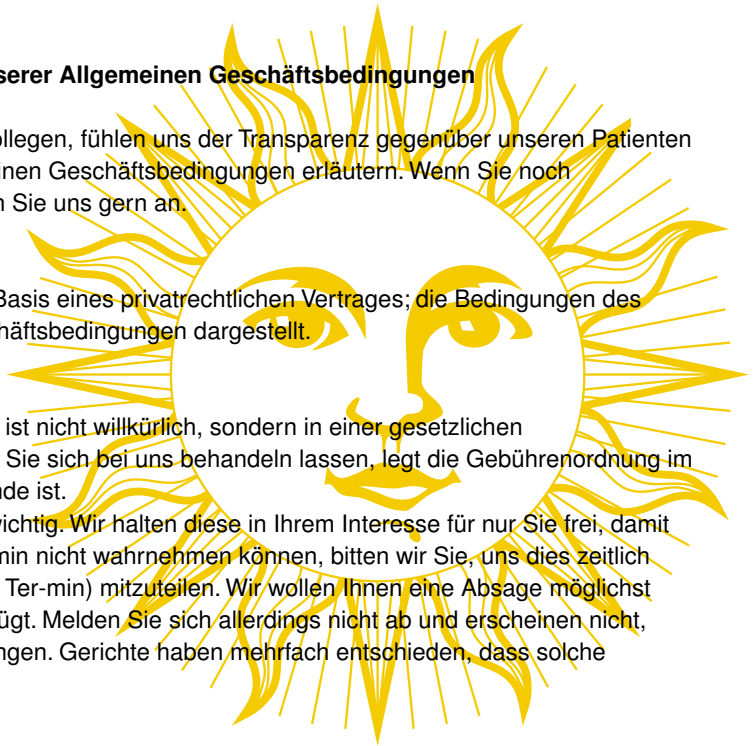 serer Allgemeinen Geschäftsbedingungen
ollegen, fühlen uns der Transparenz gegenüber unseren Patienten
inen Geschäftsbedingungen erläutern. Wenn Sie noch
n Sie uns gern an.
Basis eines privatrechtlichen Vertrages; die Bedingungen des
häftsbedingungen dargestellt.
ist nicht willkürlich, sondern in einer gesetzlichen
Sie sich bei uns behandeln lassen, legt die Gebührenordnung im
nde ist.
wichtig. Wir halten diese in Ihrem Interesse für nur Sie frei, damit
min nicht wahrnehmen können, bitten wir Sie, uns dies zeitlich
Ter-min) mitzuteilen. Wir wollen Ihnen eine Absage möglichst
ügt. Melden Sie sich allerdings nicht ab und erscheinen nicht,
ngen. Gerichte haben mehrfach entschieden, dass solche